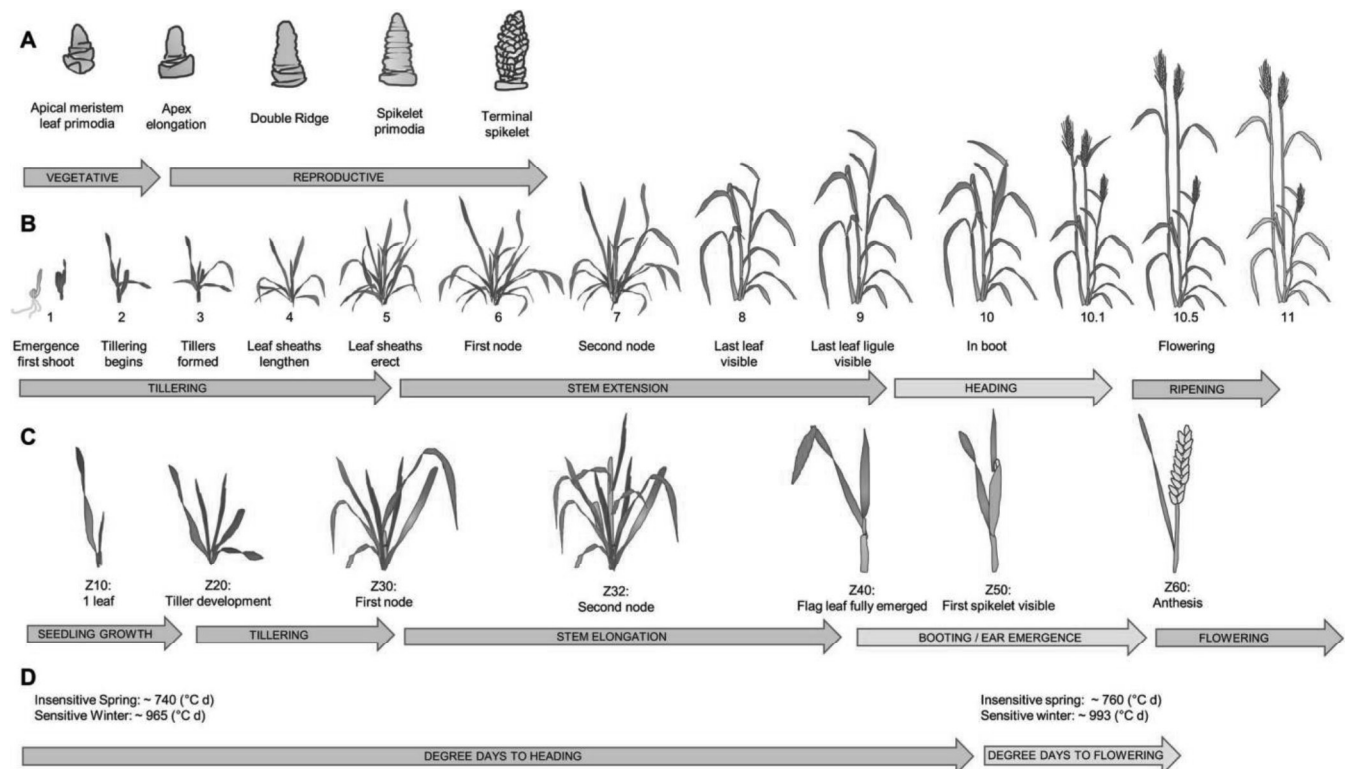 A
Apical meristem
leaf primodia
Apex
elongation
Double Ridge
Spikelet
primodia
Terminal
spikelet
VEGETATIVE
REPRODUCTIVE
B
1
2
3
4
5
6
7
8
9
10
10.1
10.5
11
Emergence
first shoot
Tillering
begins
Tillers
formed
Leaf sheaths
lengthen
Leaf sheaths
erect
First node
Second node
Last leaf
visible
Last leaf ligule
visible
In boot
Flowering
TILLERING
STEM EXTENSION
HEADING
RIPENING
C
Z10:
1 leaf
Z20:
Tiller development
Z30:
First node
Z32:
Second node
Z40:
Flag leaf fully emerged
Z50:
First spikelet visible
Z60:
Anthesis
SEEDLING GROWTH
TILLERING
STEM ELONGATION
BOOTING / EAR EMERGENCE
FLOWERING
D
Insensitive Spring: ~ 740 (°C d)
Sensitive Winter: ~ 965 (°C d)
Insensitive spring: ~ 760 (°C d)
Sensitive winter: ~ 993 (°C d)
DEGREE DAYS TO HEADING
DEGREE DAYS TO FLOWERING